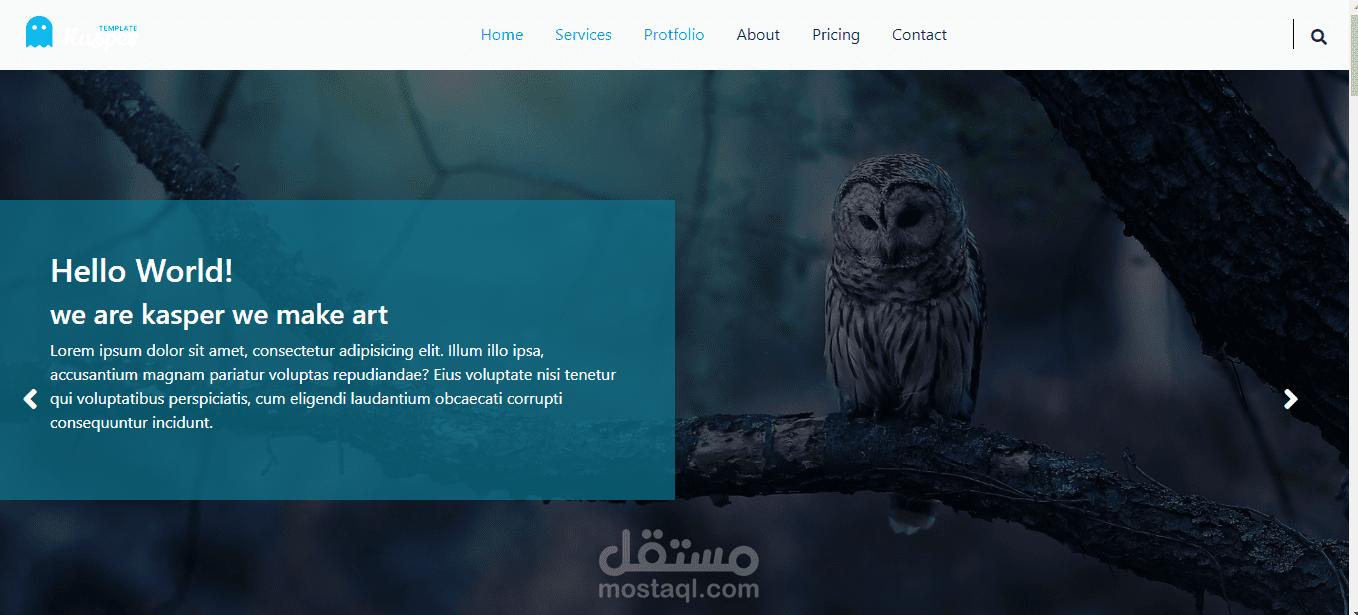 TEMPLATE
Kasper
Home Services Protfolio About Pricing Contact
Hello World!
we are kasper we make art
Lorem ipsum dolor sit amet, consectetur adipisicing elit. Illum illo ipsa,
accusantium magnam pariatur voluptas repudiandae? Eius voluptate nisi tenetur
qui voluptatibus perspiciatis, cum eligendi laudantium obcaecati corrupti
consequuntur incidunt.
مستقل
mostaql.com